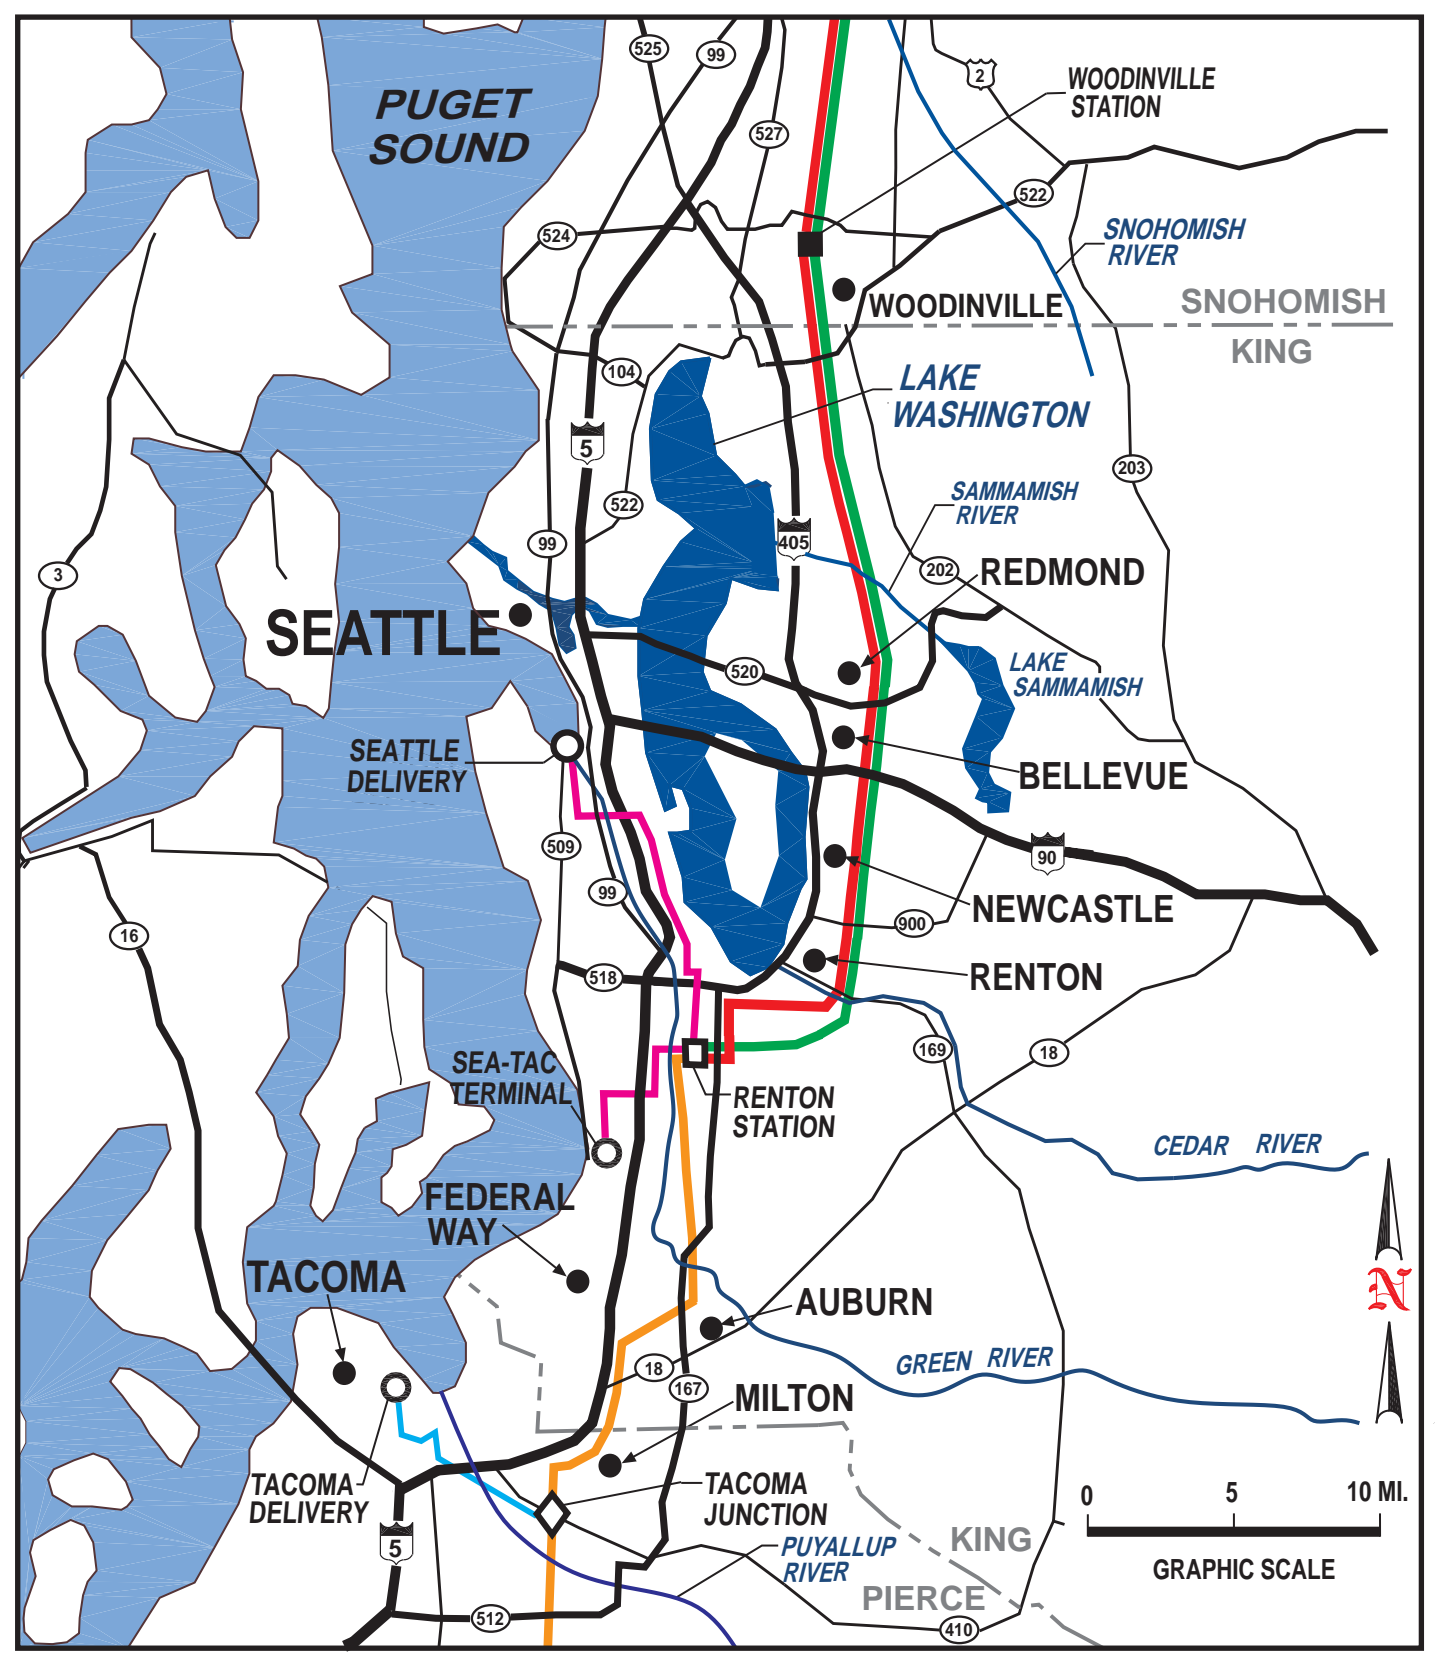 525
99
2
WOODINVILLE
STATION
PUGET
SOUND
527
522
524
SNOHOMISH
RIVER
WOODINVILLE
SNOHOMISH
KING
104
LAKE
WASHINGTON
5
203
522
SAMMAMISH
RIVER
99
405
3
202
REDMOND
SEATTLE
520
LAKE
SAMMAMISH
SEATTLE
DELIVERY
BELLEVUE
509
90
99
NEWCASTLE
900
16
518
RENTON
169
18
SEA-TAC
TERMINAL
RENTON
STATION
CEDAR RIVER
FEDERAL
WAY
TACOMA
N
AUBURN
GREEN RIVER
18
167
MILTON
TACOMA
DELIVERY
TACOMA
JUNCTION
0 5 10 MI.
5
PUYALLUP
RIVER
KING
GRAPHIC SCALE
PIERCE
512
410